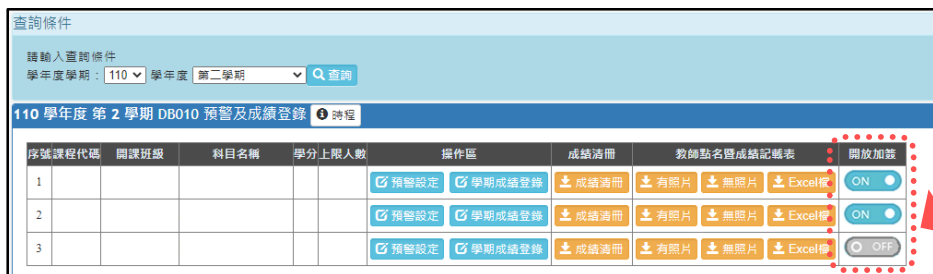 查詢條件
請輸入查詢條件
學年度學期 : 110 學年度 第二學期 查詢
110 學年度 第 2 學期 DB010 預警及成績登錄 時程
序號 課程代碼 開課班級 科目名稱 學分 上限人數 操作區 成績清冊 教師點名暨成績記載表 開放加簽
1 預警設定 學期成績登錄 成績清冊 有照片 無照片 Excel檔 ON
2 預警設定 學期成績登錄 成績清冊 有照片 無照片 Excel檔 ON
3 預警設定 學期成績登錄 成績清冊 有照片 無照片 Excel檔 OFF